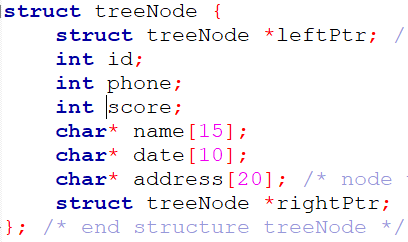 struct treeNode {
struct treeNode *leftPtr; /
int id;
int phone;
int score;
char* name[15];
char* date[10];
char* address[20]; /* node
struct treeNode *rightPtr;
}; /* end structure treeNode */